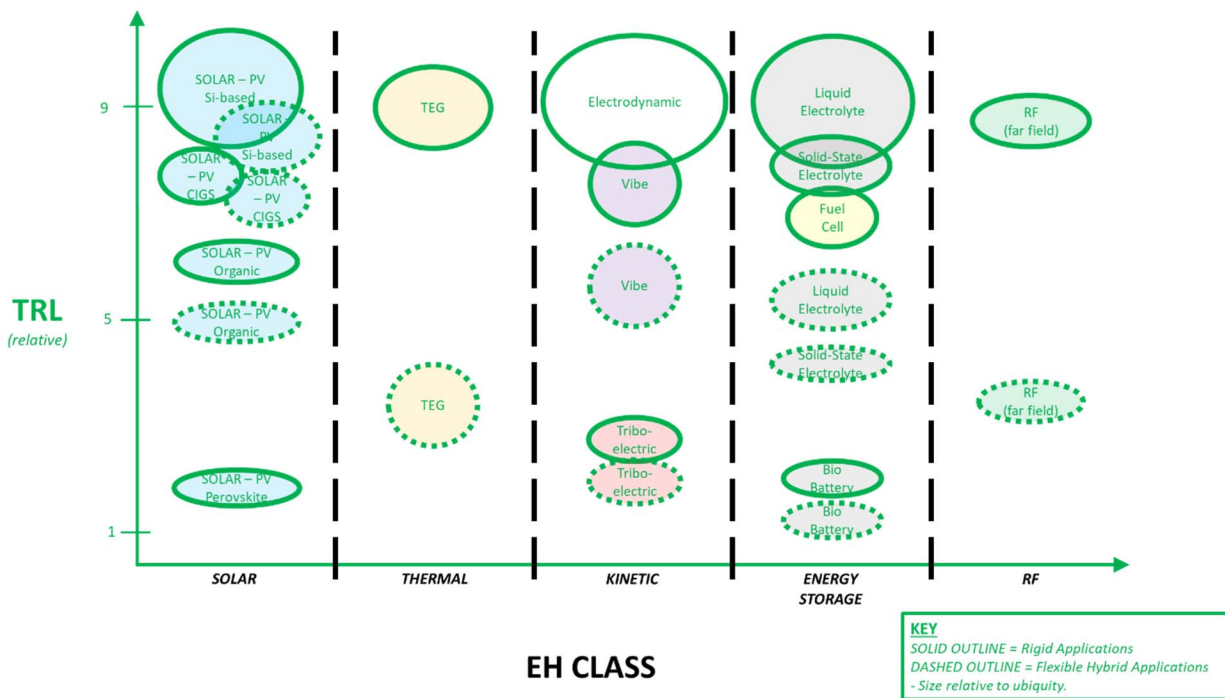 TRL
(relative)
9
5
1
SOLAR – PV
Si-based
SOLAR –
PV
Si-based
SOLAR
– PV
CIGS
SOLAR –
PV
CIGS
SOLAR – PV
Organic
SOLAR – PV
Organic
SOLAR – PV
Perovskite
TEG
TEG
Electrodynamic
Vibe
Vibe
Tribo-
electric
Tribo-
electric
Liquid
Electrolyte
Solid-State
Electrolyte
Fuel
Cell
Liquid
Electrolyte
Solid-State
Electrolyte
Bio
Battery
Bio
Battery
RF
(far field)
RF
(far field)
SOLAR
THERMAL
KINETIC
ENERGY
STORAGE
RF
EH CLASS
KEY
SOLID OUTLINE = Rigid Applications
DASHED OUTLINE = Flexible Hybrid Applications
- Size relative to ubiquity.